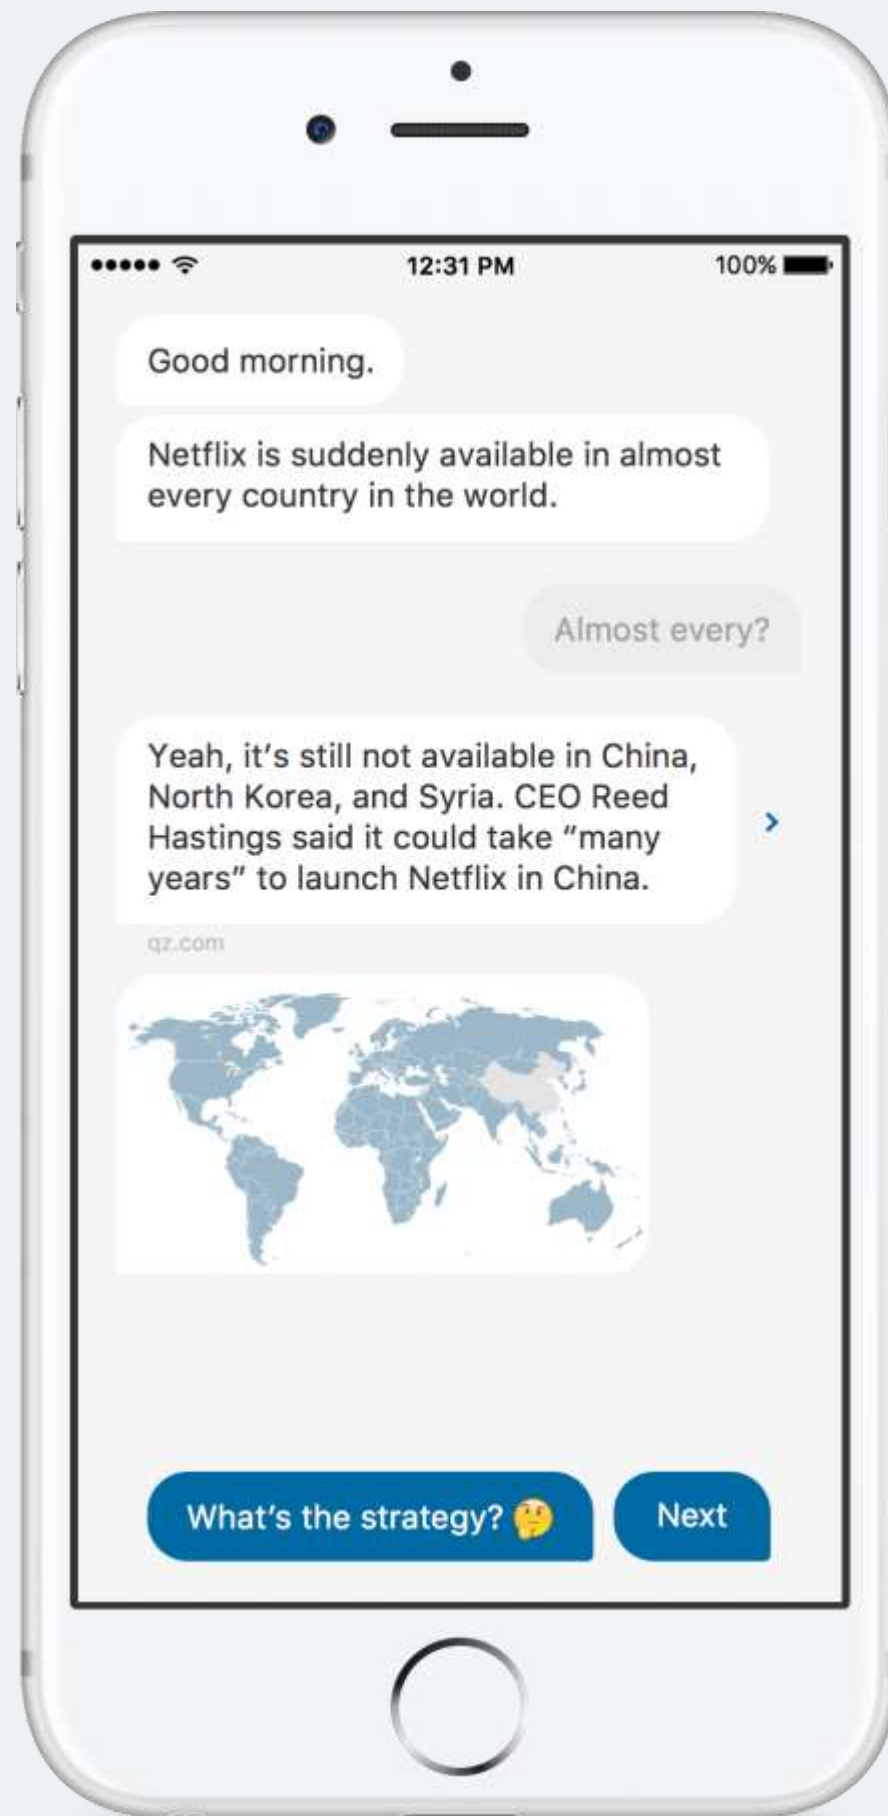 12:31 PM 100%
Good morning.
Netflix is suddenly available in almost
every country in the world.
Almost every?
Yeah, it's still not available in China,
North Korea, and Syria. CEO Reed
Hastings said it could take “many
years” to launch Netflix in China.
qz.com
What's the strategy? 🤔 Next